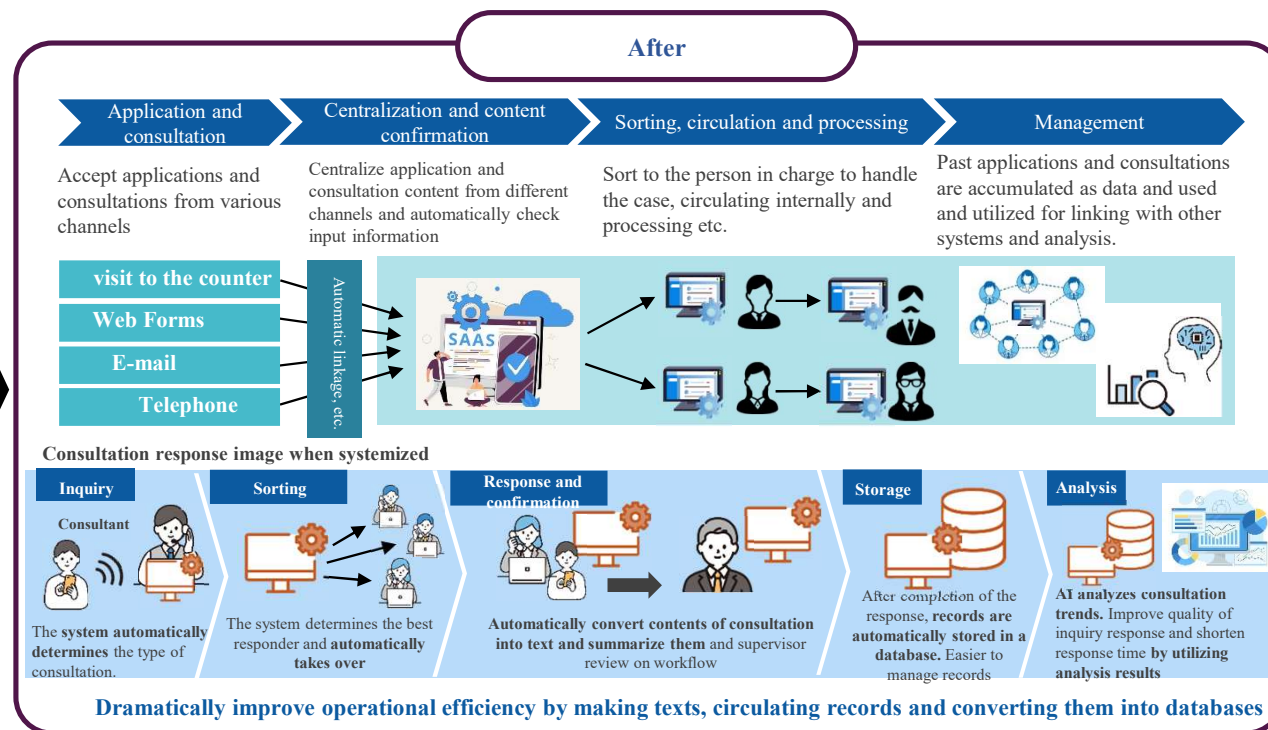 After
Application and
consultation
Centralization and content
confirmation
Sorting, circulation and processing
Management
Accept applications and
consultations from various
channels
Centralize application and
consultation content from different
channels and automatically check
input information
Sort to the person in charge to handle
the case, circulating internally and
processing etc.
Past applications and consultations
are accumulated as data and used
and utilized for linking with other
systems and analysis.
visit to the counter
Web Forms
E-mail
Telephone
Automatic linkage, etc.
SAAS
Consultation response image when systemized
Inquiry
Consultant
The system automatically
determines the type of
consultation.
Sorting
The system determines the best
responder and automatically
takes over
Response and
confirmation
Automatically convert contents of consultation
into text and summarize them and supervisor
review on workflow
Storage
After completion of the
response, records are
automatically stored in a
database. Easier to
manage records
Analysis
AI analyzes consultation
trends. Improve quality of
inquiry response and shorten
response time by utilizing
analysis results
Dramatically improve operational efficiency by making texts, circulating records and converting them into databases